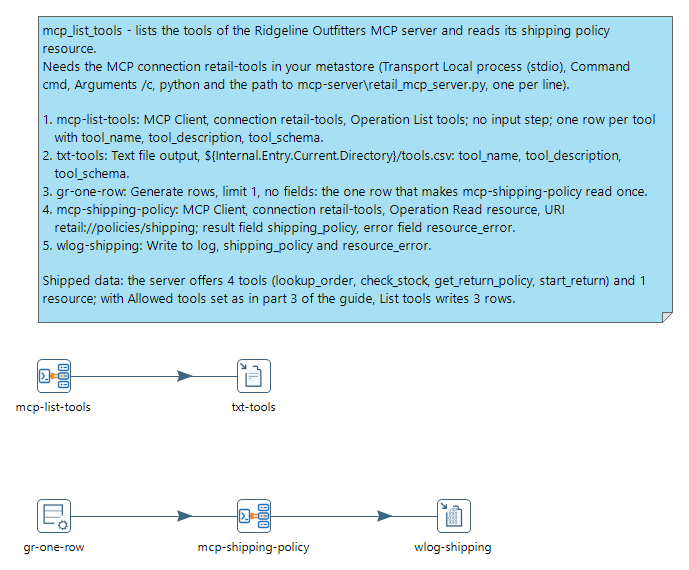 mcp_list_tools - lists the tools of the Ridgeline Outfitters MCP server and reads its shipping policy
resource.
Needs the MCP connection retail-tools in your metastore (Transport Local process (stdio), Command
cmd, Arguments /c, python and the path to mcp-server\retail_mcp_server.py, one per line).
1. mcp-list-tools: MCP Client, connection retail-tools, Operation List tools; no input step; one row per tool
with tool_name, tool_description, tool_schema.
2. txt-tools: Text file output, ${Internal.Entry.Current.Directory}/tools.csv: tool_name, tool_description,
tool_schema.
3. gr-one-row: Generate rows, limit 1, no fields: the one row that makes mcp-shipping-policy read once.
4. mcp-shipping-policy: MCP Client, connection retail-tools, Operation Read resource, URI
retail://policies/shipping; result field shipping_policy, error field resource_error.
5. wlog-shipping: Write to log, shipping_policy and resource_error.
Shipped data: the server offers 4 tools (lookup_order, check_stock, get_return_policy, start_return) and 1
resource; with Allowed tools set as in part 3 of the guide, List tools writes 3 rows.
mcp-list-tools
txt-tools
gr-one-row
mcp-shipping-policy
wlog-shipping